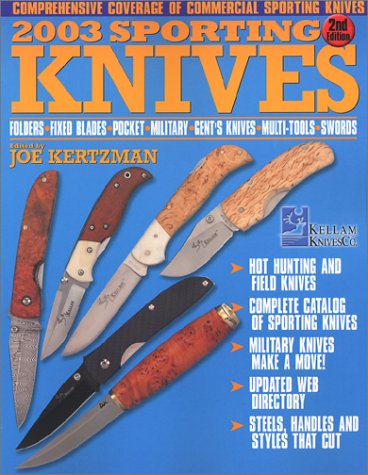 COMPREHENSIVE COVERAGE OF COMMERCIAL SPORTING KNIVES
2003 SPORTING
2nd
Edition
KNIVES
FOLDERS • FIXED BLADES • POCKET • MILITARY • GENT'S KNIVES • MULTI-TOOLS • SWORDS
Edited by
JOE KERTZMAN
KELLAM
KNIVES CO.
HOT HUNTING AND
FIELD KNIVES
COMPLETE CATALOG
OF SPORTING KNIVES
MILITARY KNIVES
MAKE A MOVE!
UPDATED WEB
DIRECTORY
STEELS, HANDLES AND
STYLES THAT CUT